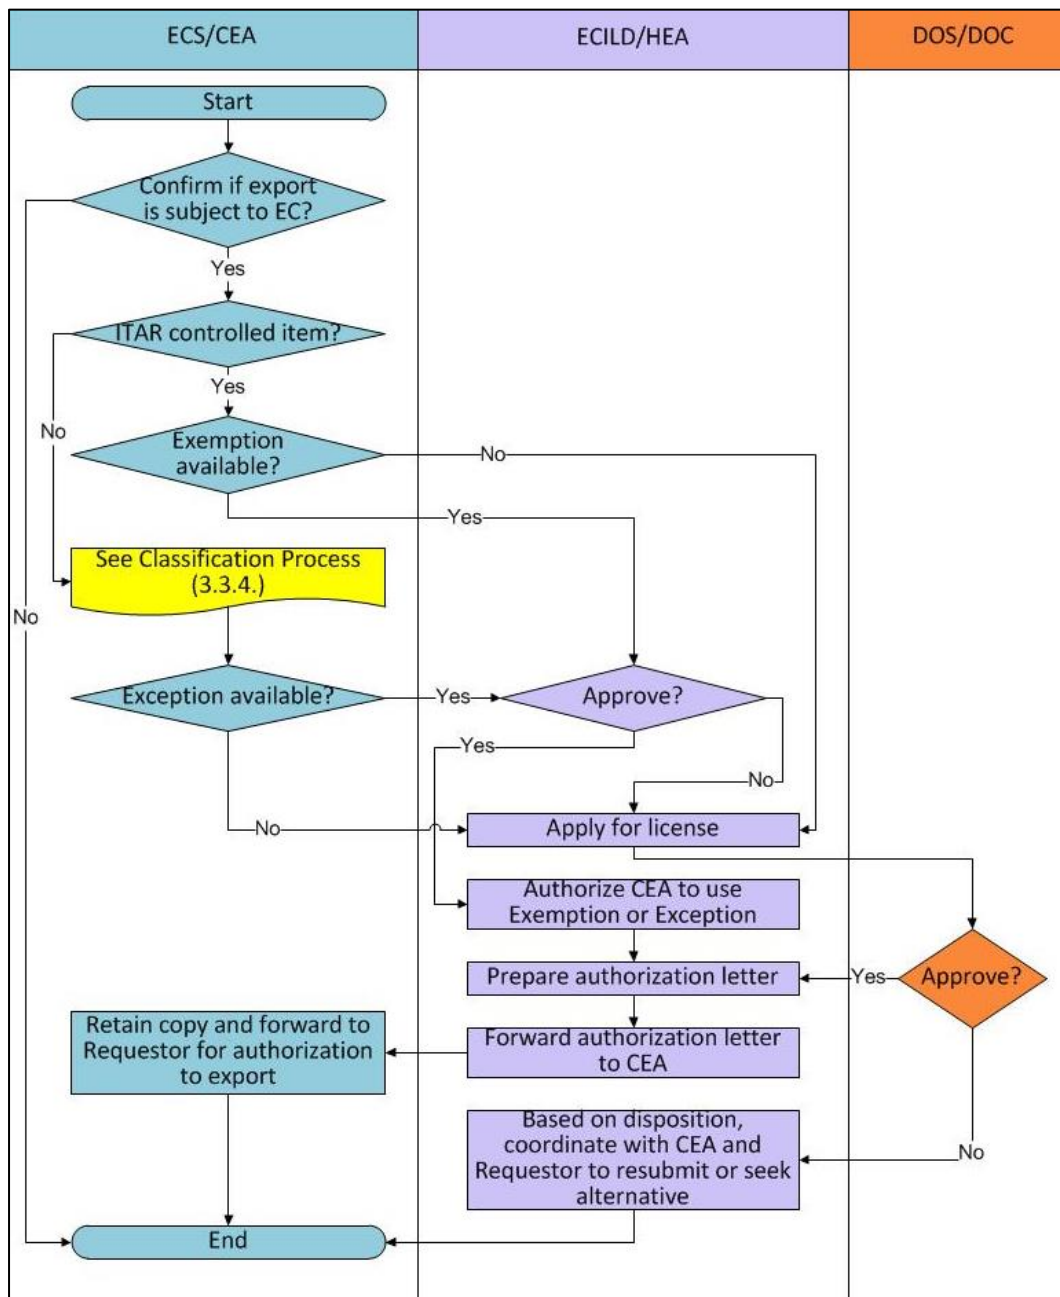 ECS/CEA
ECILD/HEA
DOS/DOC
Start
Confirm if export
is subject to EC?
Yes
ITAR controlled item?
Yes
No
Exemption
available?
No
Yes
See Classification Process
(3.3.4.)
No
Exception available?
Yes
Approve?
Yes
No
No
Apply for license
Authorize CEA to use
Exemption or Exception
Prepare authorization letter
Yes
Approve?
Retain copy and forward to
Requestor for authorization
to export
Forward authorization letter
to CEA
Based on disposition,
coordinate with CEA and
Requestor to resubmit or seek
alternative
No
End